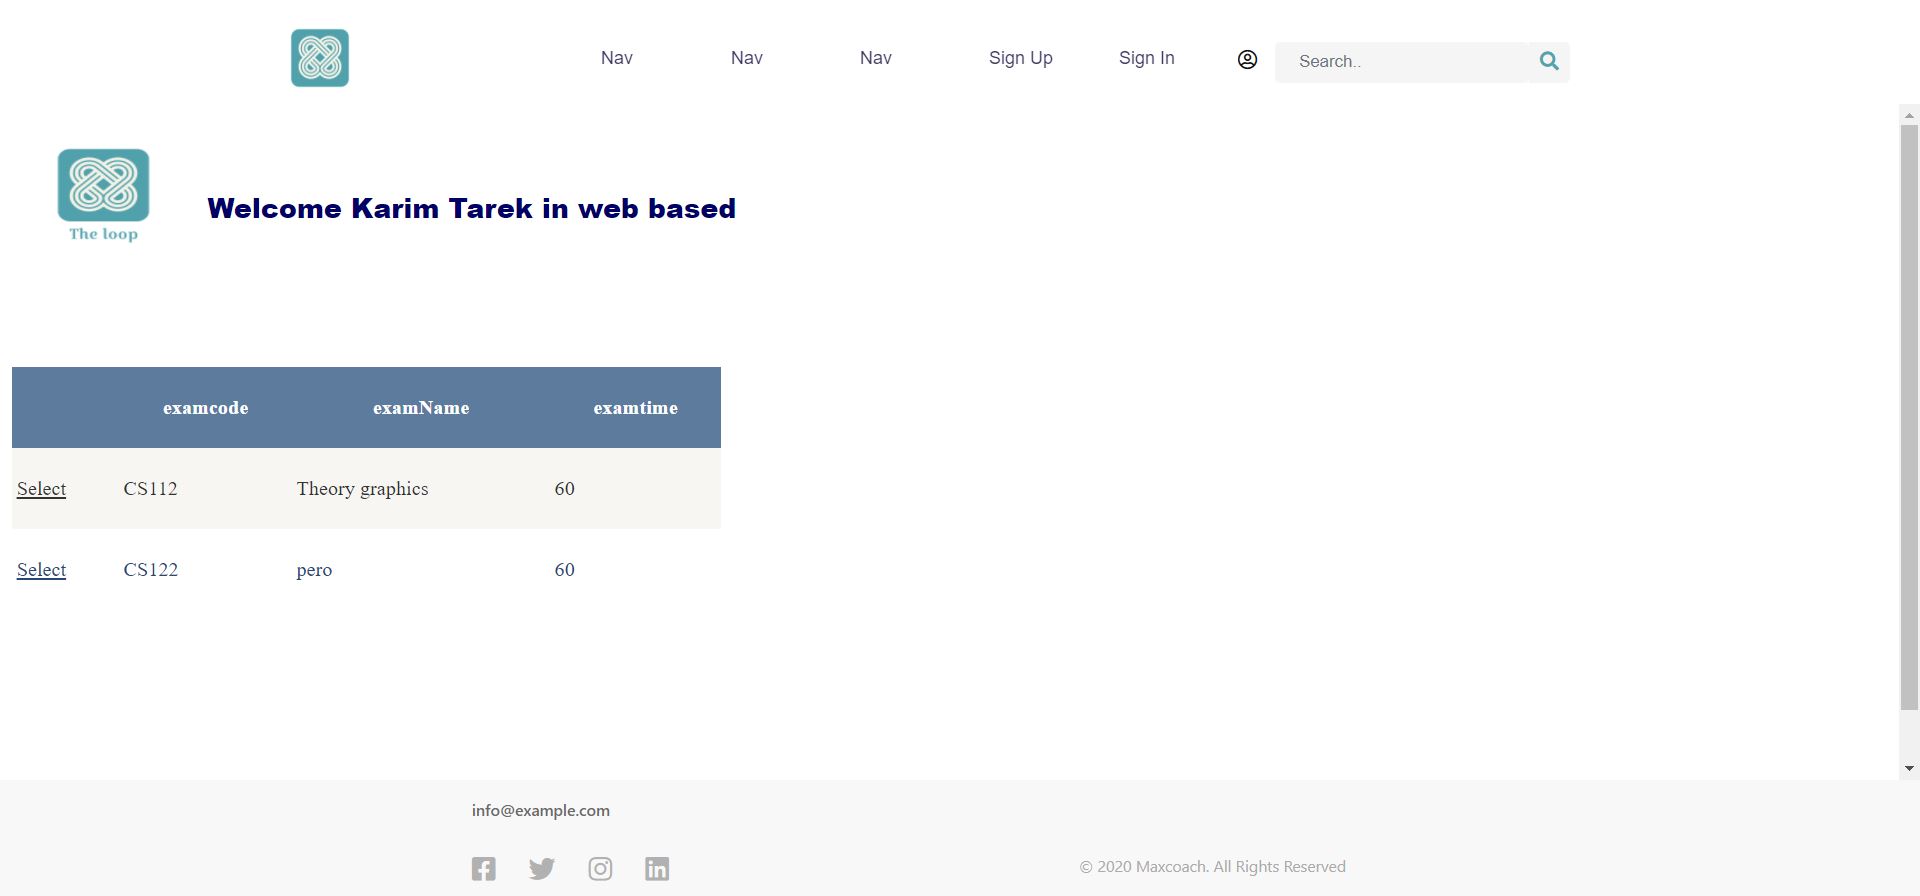 Nav Nav Nav Sign Up Sign In Search..
The loop
Welcome Karim Tarek in web based
examcode examName examtime
Select CS112 Theory graphics 60
Select CS122 pero 60
info@example.com
© 2020 Maxcoach. All Rights Reserved